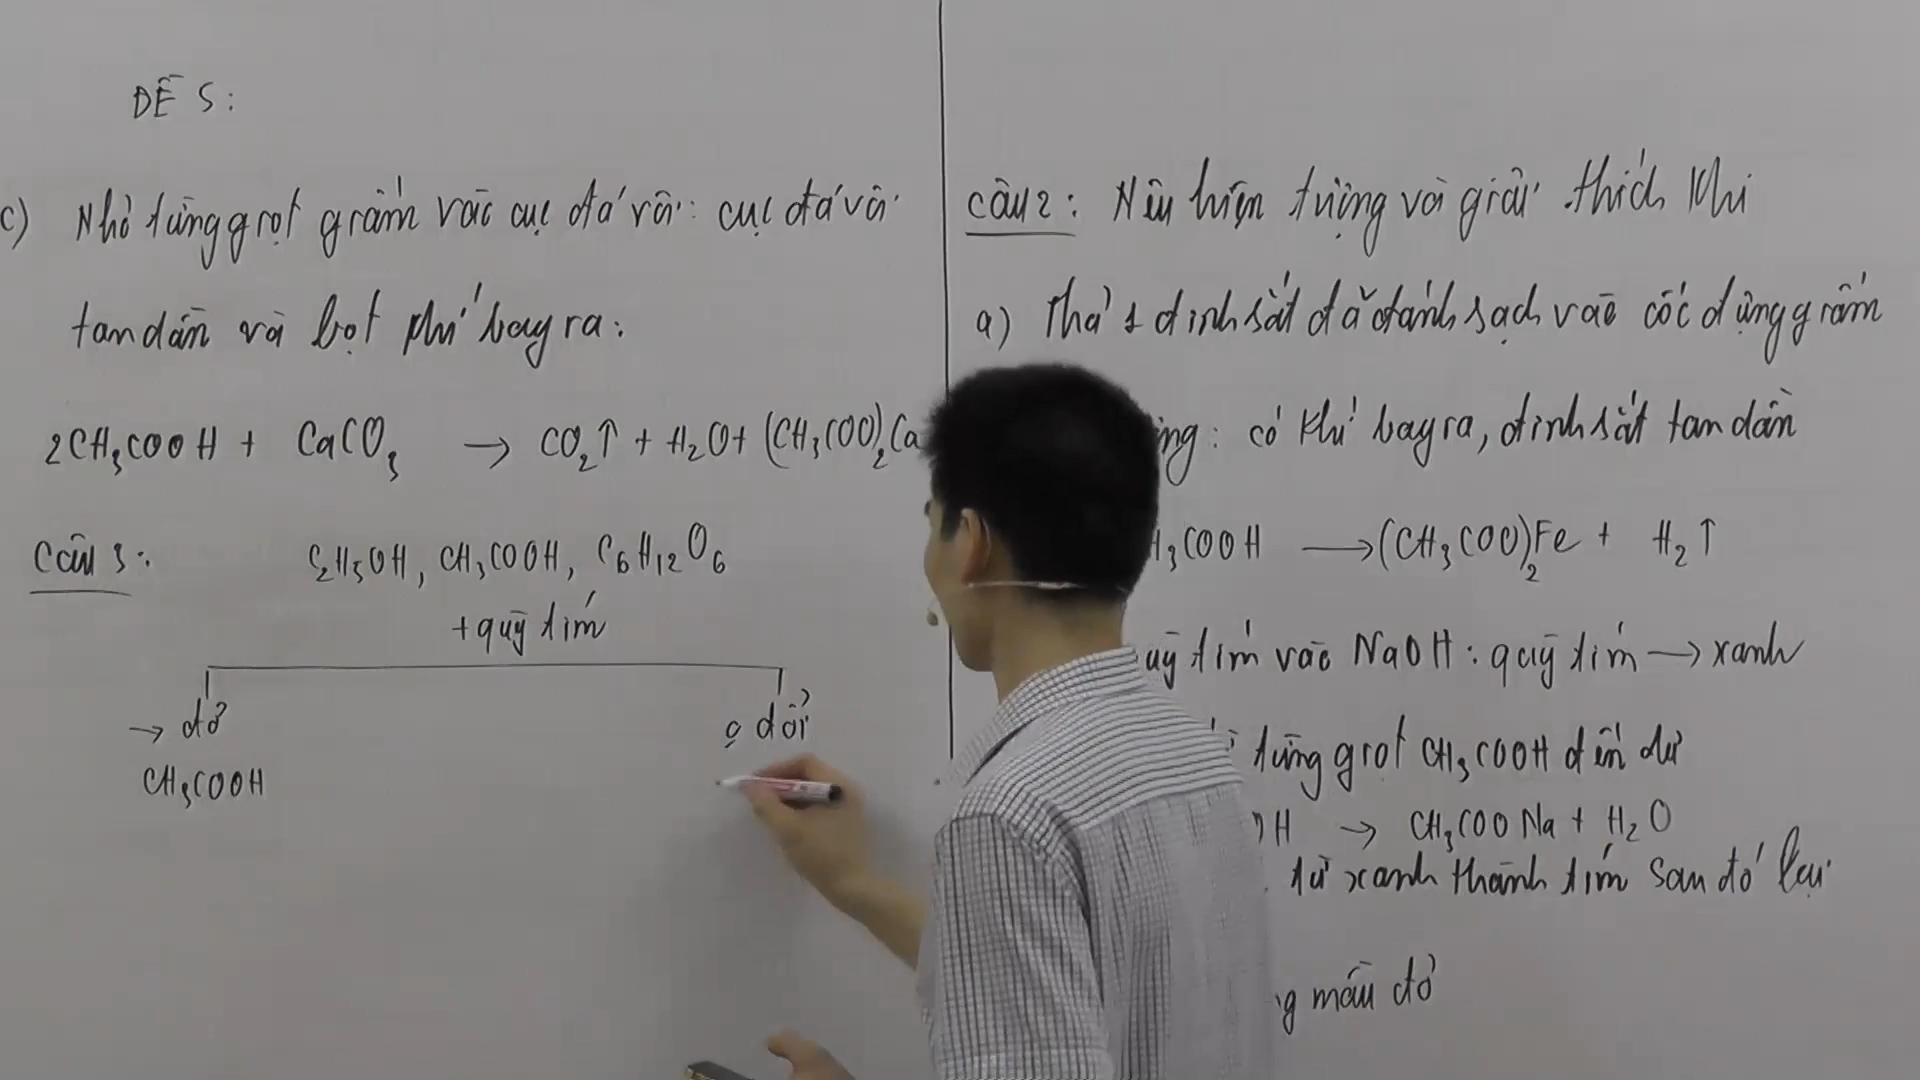 ĐỀ 5:
c) Nhỏ từng giọt giấm vào cục đá vôi: cục đá vôi
tan dần và bọt khí bay ra.
2CH₃COOH + CaCO₃ → CO₂↑ + H₂O + (CH₃COO)₂Ca
Câu 3:
C₂H₅OH, CH₃COOH, C₆H₁₂O₆
+ quỳ tím
→ đỏ
o đổi
CH₃COOH
Câu 2: Nêu hiện tượng và giải thích khi
a) Thả 1 đinh sắt đã đánh sạch vào cốc đựng giấm
có khí bay ra, đinh sắt tan dần
₃COOH → (CH₃COO)₂Fe + H₂↑
tím vào NaOH: quỳ tím → xanh
từng giọt CH₃COOH đến dư
H → CH₃COONa + H₂O
từ xanh thành tím sau đó lại
màu đỏ